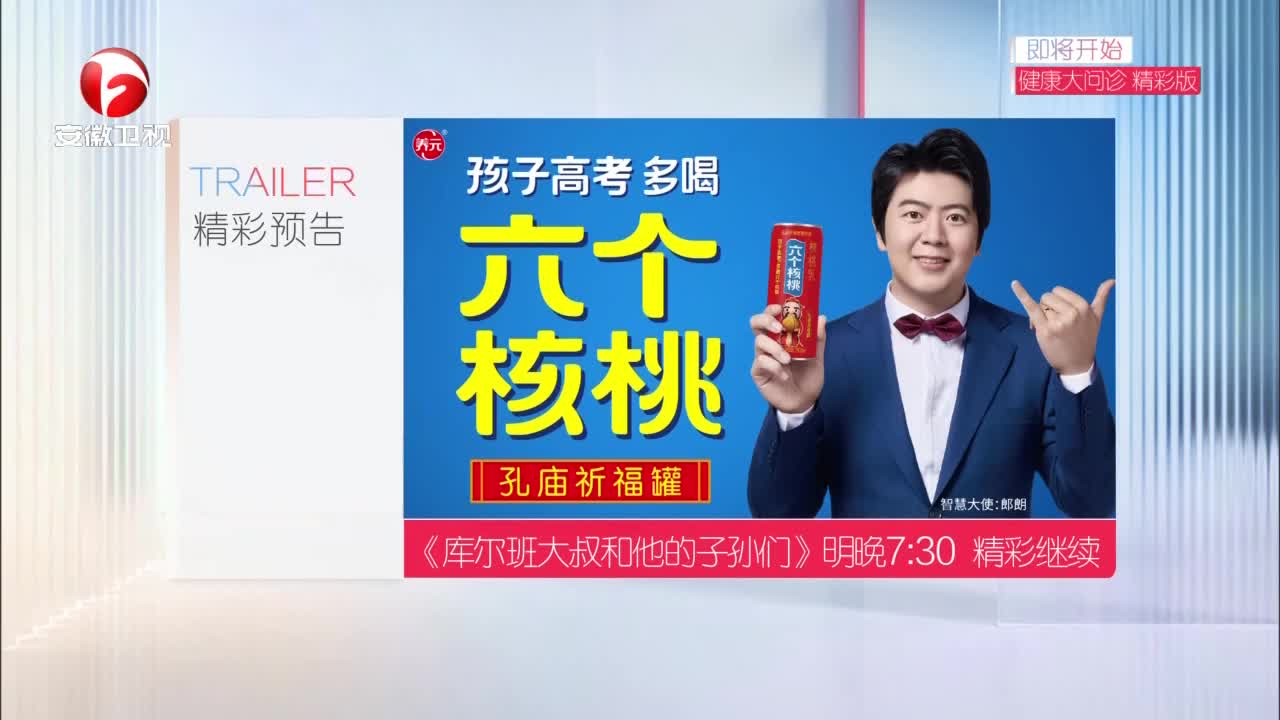 安徽卫视
即将开始
健康大问诊 精彩版
TRAILER
精彩预告
养元
孩子高考 多喝
六个
核桃
孔庙祈福罐
六个核桃
智慧大使:郎朗
《库尔班大叔和他的子孙们》明晚7:30 精彩继续